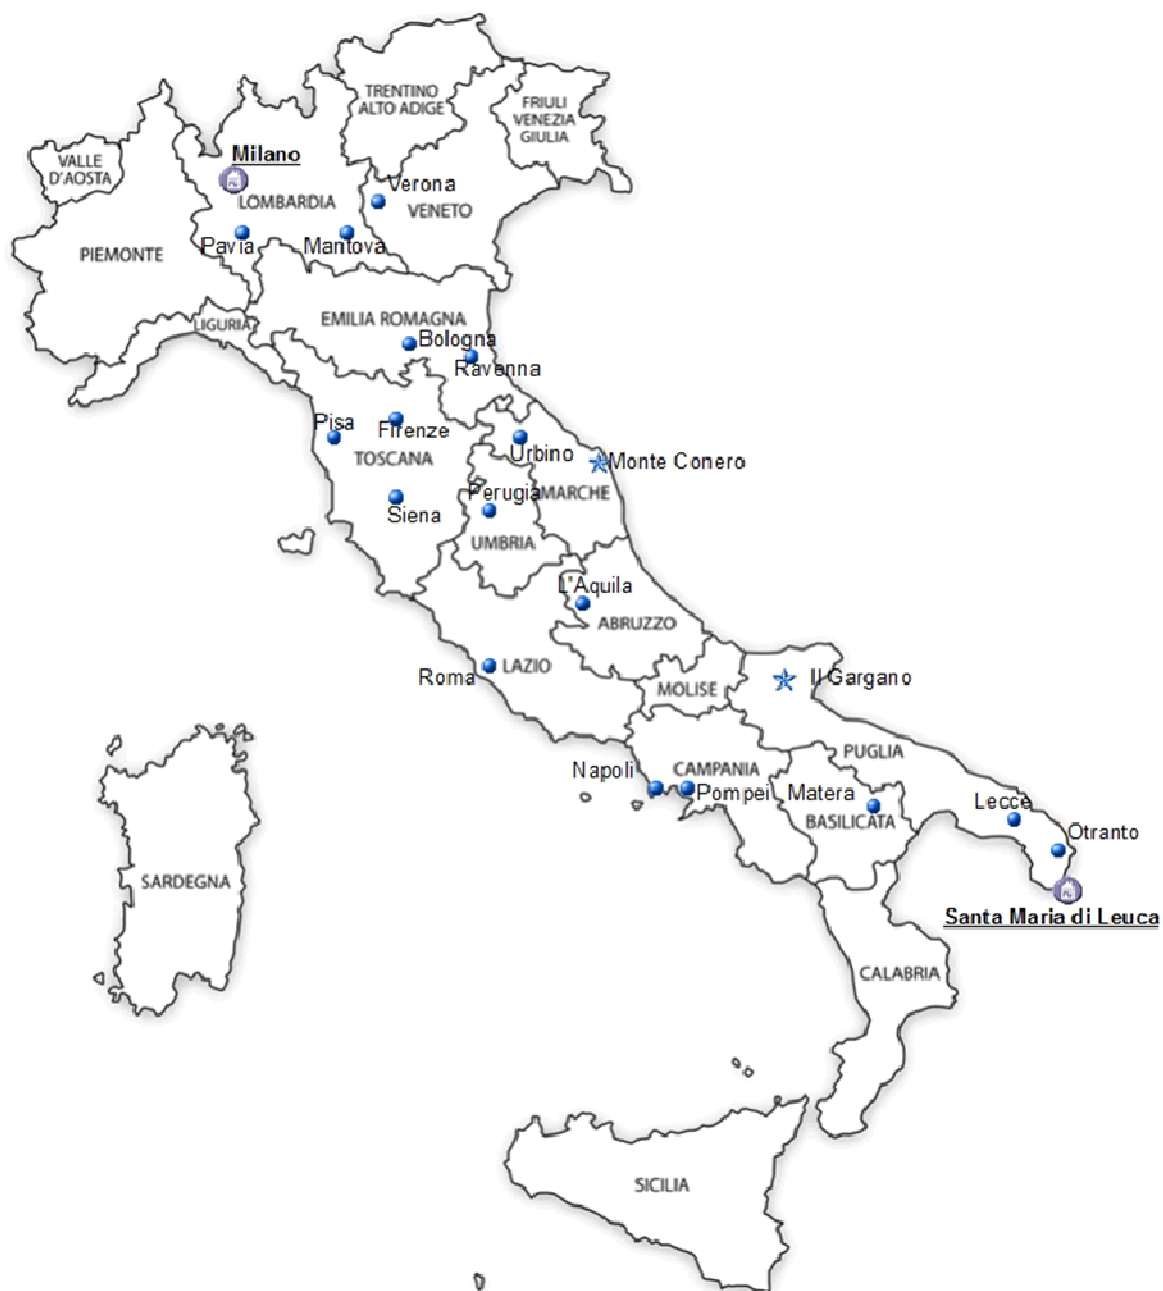 TRENTINO
ALTO ADIGE
FRIULI
VENEZIA
GIULIA
Milano
VALLE
D'AOSTA
Verona
LOMBARDIA
VENETO
Pavia
Mantova
PIEMONTE
EMILIA ROMAGNA
LIGURIA
Bologna
Ravenna
Pisa
Firenze
TOSCANA
Urbino
Monte Conero
Perugia
MARCHE
Siena
UMBRIA
L'Aquila
ABRUZZO
LAZIO
Roma
Il Gargano
MOLISE
PUGLIA
Napoli
CAMPANIA
Pompei
Matera
Lecce
BASILICATA
Otranto
SARDEGNA
Santa Maria di Leuca
CALABRIA
SICILIA